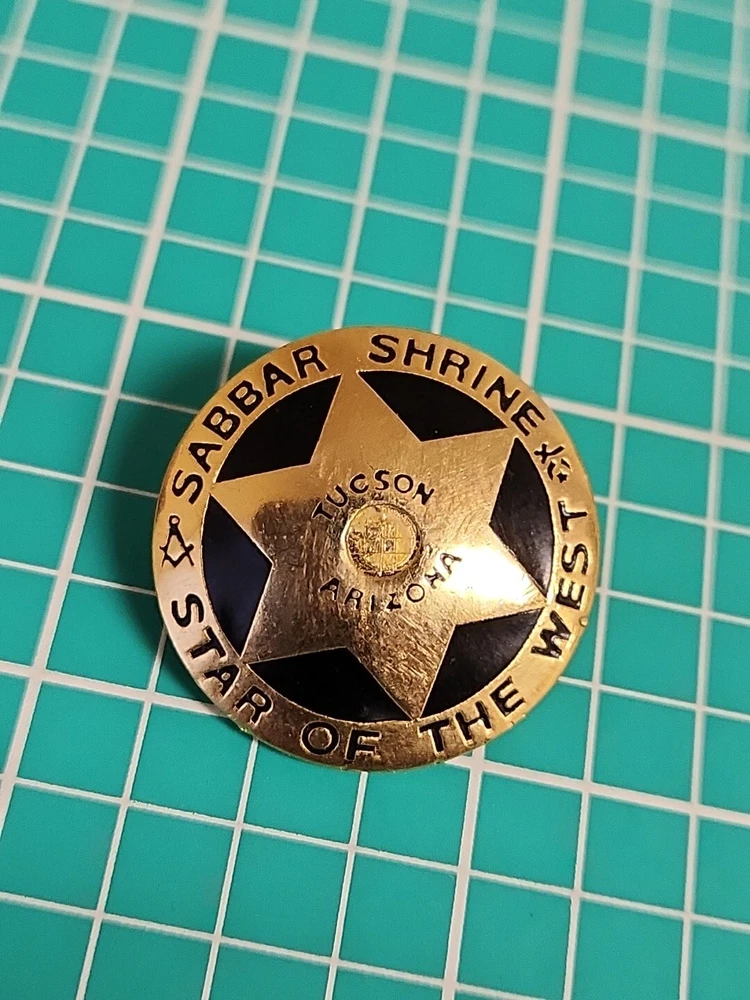 SABBAR SHRINE
TUCSON
ARIZONA
STAR OF THE WEST